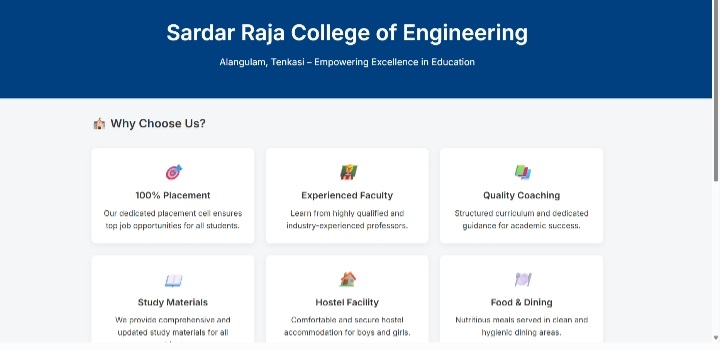 Sardar Raja College of Engineering
Alangulam, Tenkasi – Empowering Excellence in Education
Why Choose Us?
100% Placement
Our dedicated placement cell ensures
top job opportunities for all students.
Experienced Faculty
Learn from highly qualified and
industry-experienced professors.
Quality Coaching
Structured curriculum and dedicated
guidance for academic success.
Study Materials
We provide comprehensive and
updated study materials for all
Hostel Facility
Comfortable and secure hostel
accommodation for boys and girls.
Food & Dining
Nutritious meals served in clean and
hygienic dining areas.